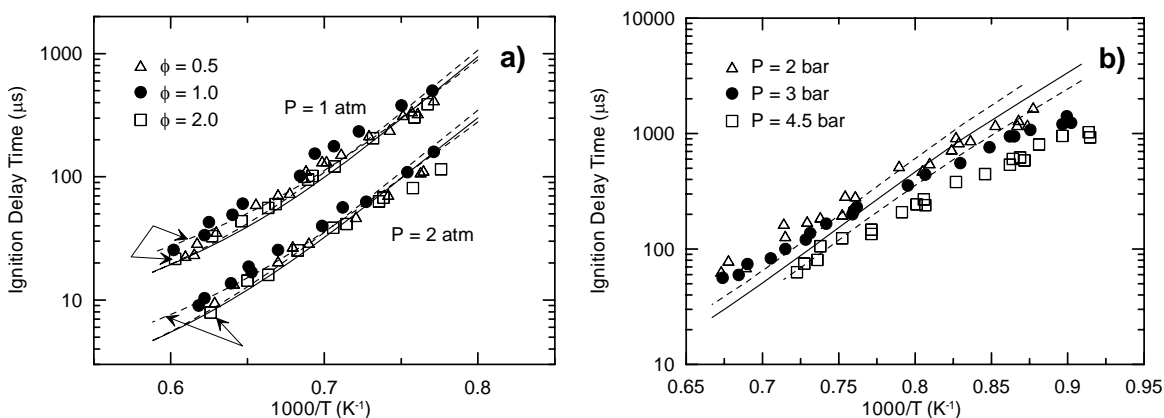 Ignition Delay Time (μs)
1000
100
10
a)
ϕ = 0.5
ϕ = 1.0
ϕ = 2.0
P = 1 atm
P = 2 atm
0.6
0.7
0.8
1000/T (K⁻¹)
Ignition Delay Time (μs)
10000
1000
100
10
b)
P = 2 bar
P = 3 bar
P = 4.5 bar
0.65
0.7
0.75
0.8
0.85
0.9
0.95
1000/T (K⁻¹)